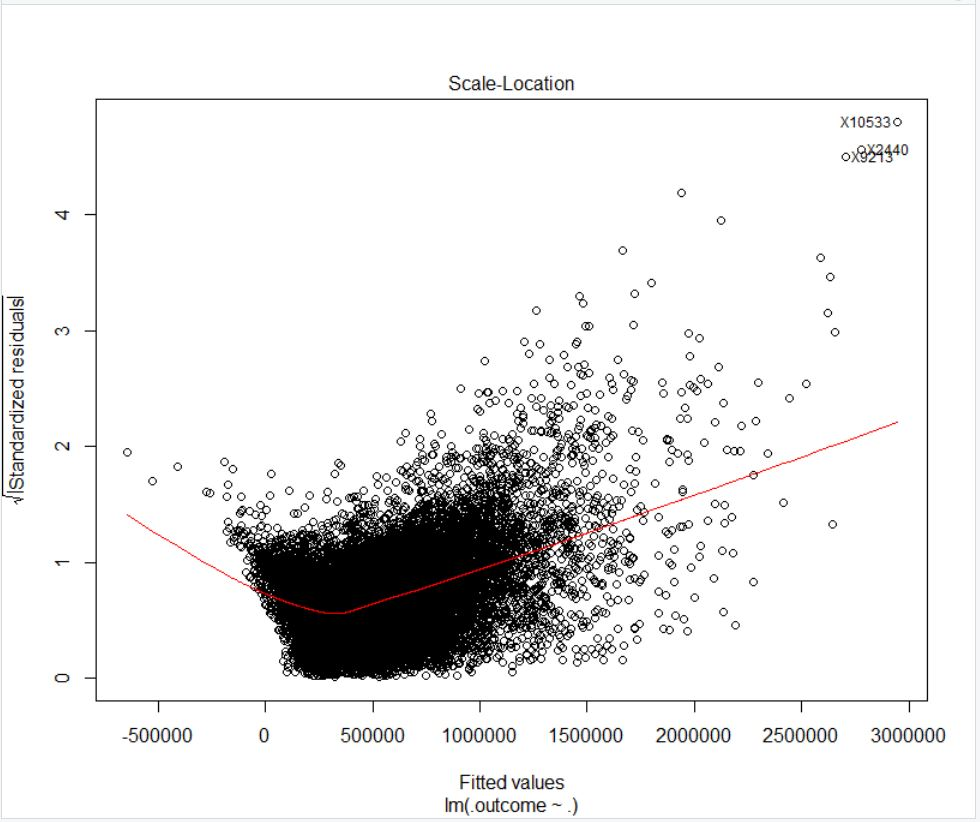 Scale-Location
X10533
X2440
X9213
√|Standardized residuals|
4
3
2
1
0
-500000 0 500000 1000000 1500000 2000000 2500000 3000000
Fitted values
lm(.outcome ~ .)